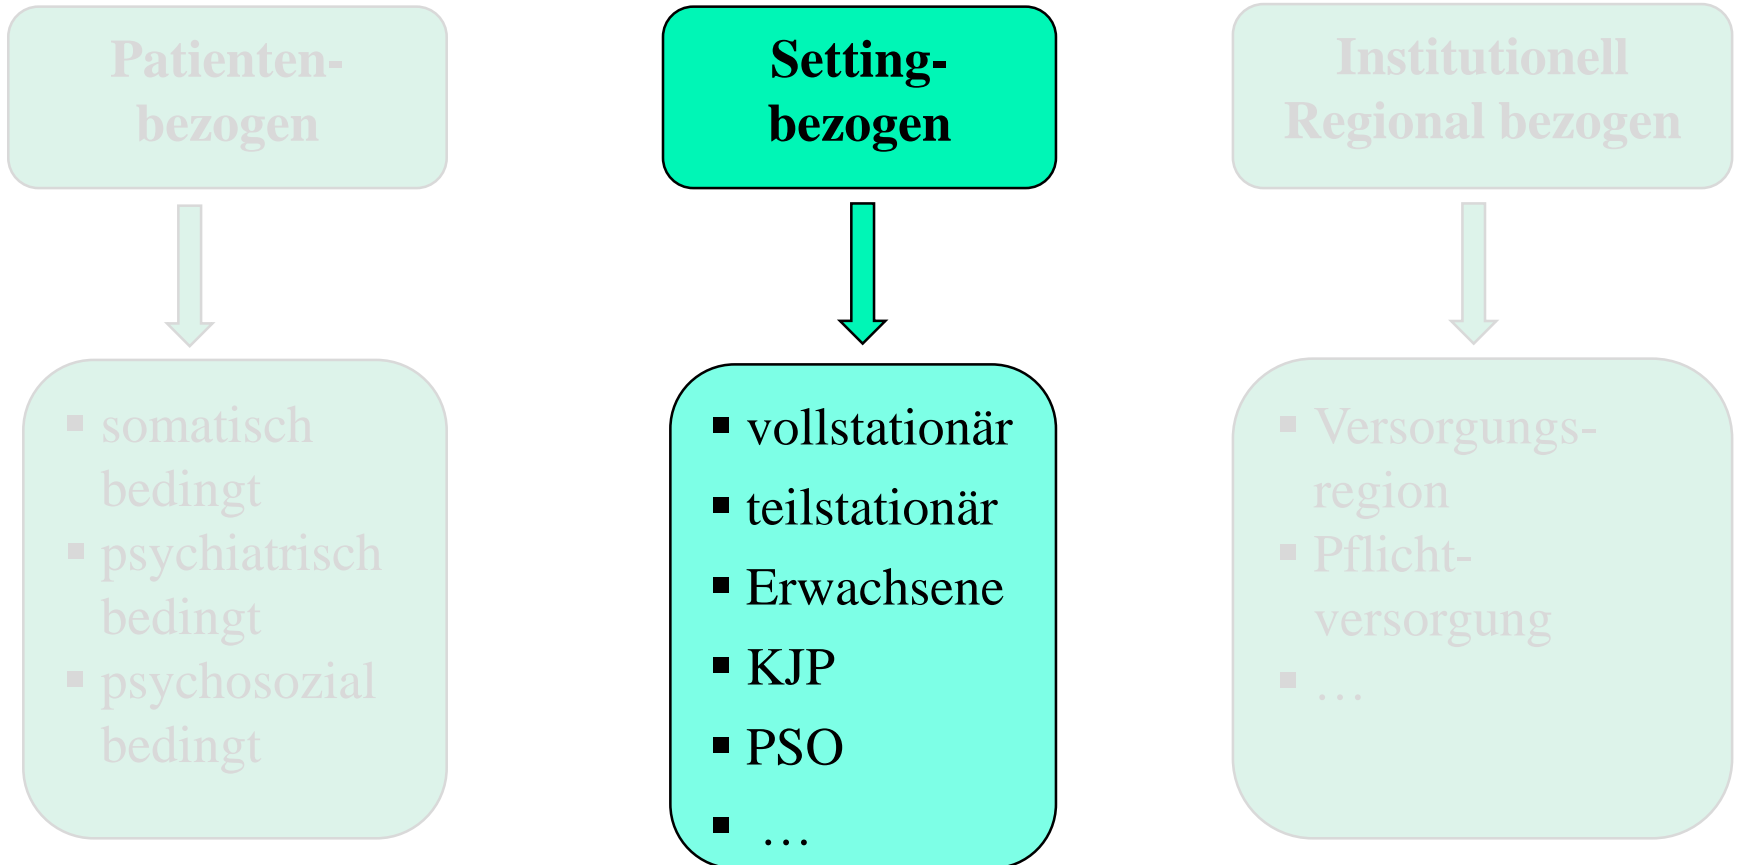 Patienten-
bezogen
somatisch
bedingt
psychiatrisch
bedingt
psychosozial
bedingt
Setting-
bezogen
vollstationär
teilstationär
Erwachsene
KJP
PSO
…
Institutionell
Regional bezogen
Versorgungs-
region
Pflicht-
versorgung
…